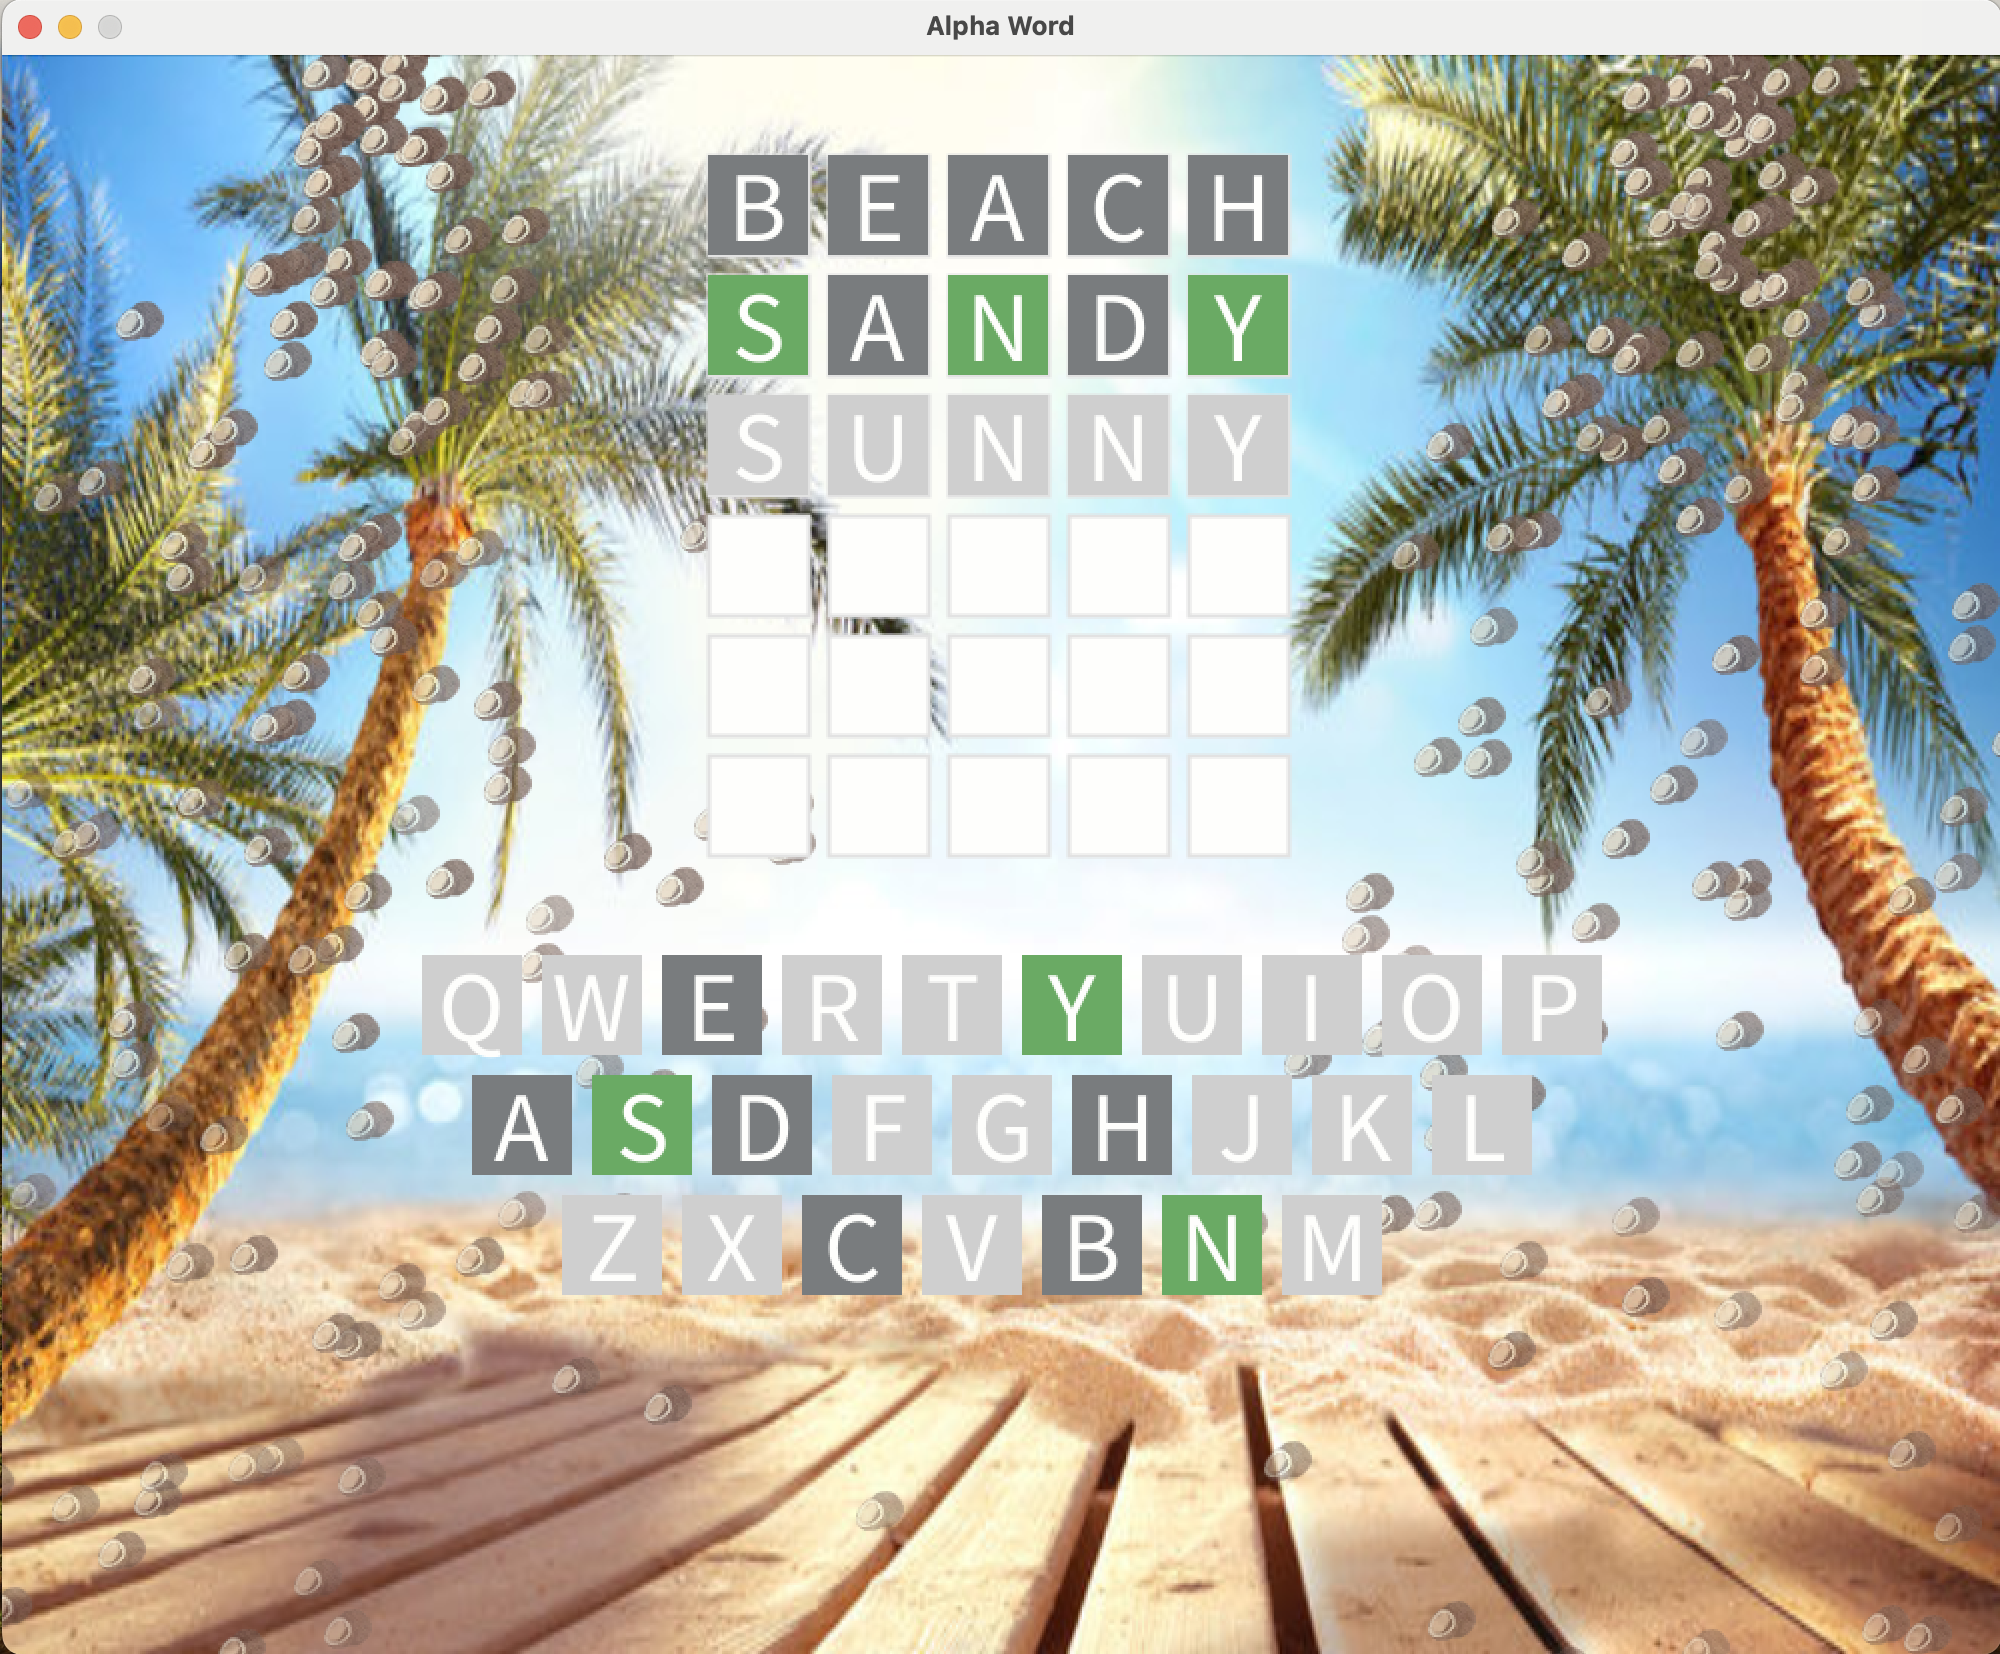 Alpha Word
B E A C H
S A N D Y
S U N N Y
Q W E R T Y U I O P
A S D F G H J K L
Z X C V B N M